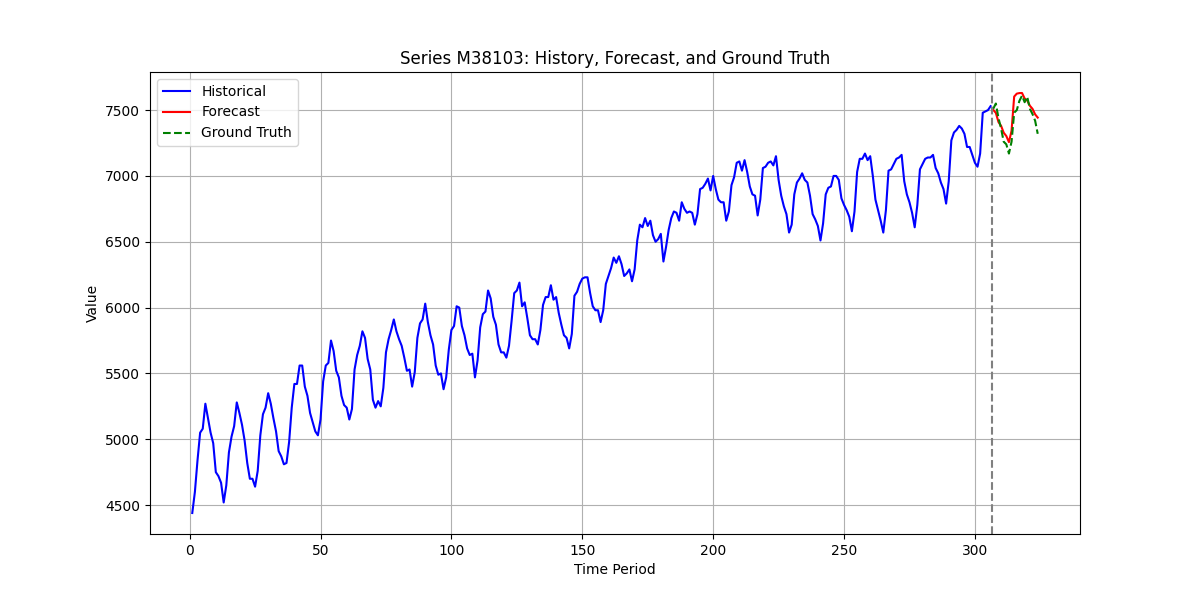 Series M38103: History, Forecast, and Ground Truth
Historical
Forecast
Ground Truth
7500
7000
6500
6000
5500
5000
4500
Value
0 50 100 150 200 250 300
Time Period